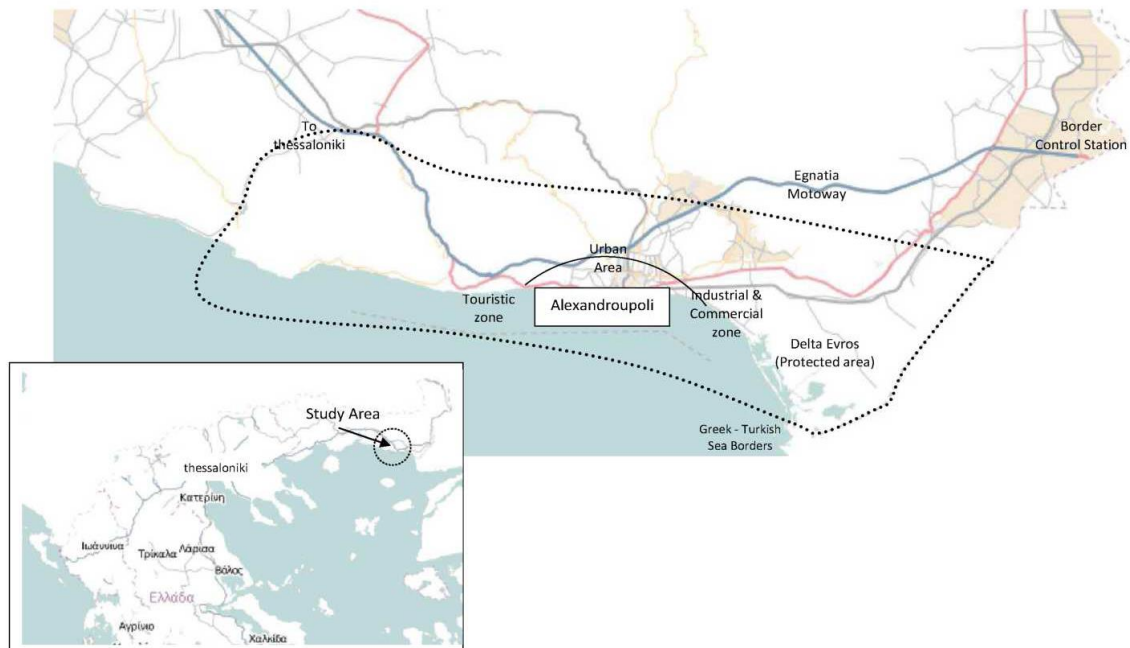 To
thessaloniki
Border
Control Station
Egnatia
Motoway
Urban
Area
Touristic
zone
Alexandroupoli
Industrial &
Commercial
zone
Delta Evros
(Protected area)
Greek - Turkish
Sea Borders
Study Area
thessaloniki
Κατερίνη
Ιωάννινα
Τρίκαλα
Λάρισα
Βόλος
Ελλάδα
Αγρίνιο
Χαλκίδα